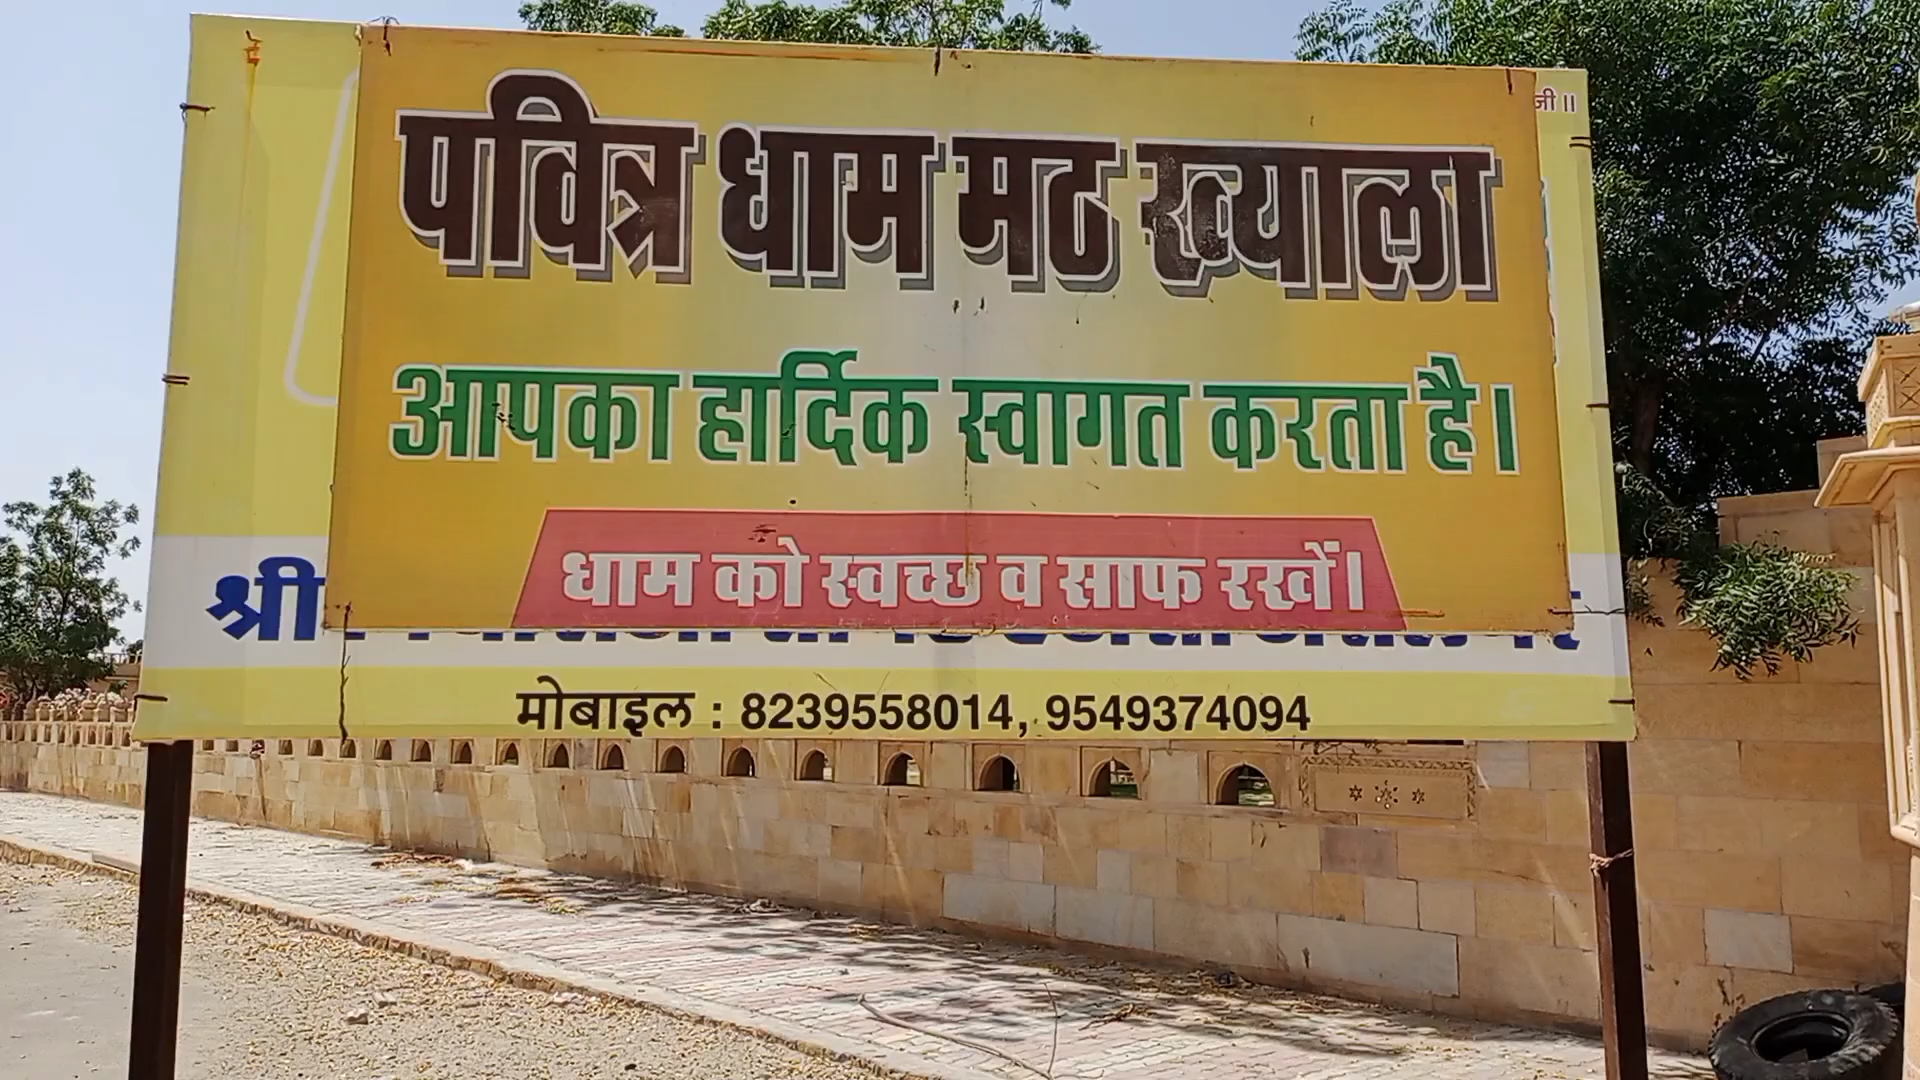 जी ॥
पवित्र धाम मठ ख्याला
आपका हार्दिक स्वागत करता है।
धाम को स्वच्छ व साफ रखें।
श्री
मोबाइल : 8239558014, 9549374094